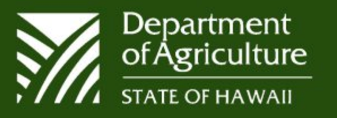 Department
of Agriculture
STATE OF HAWAII